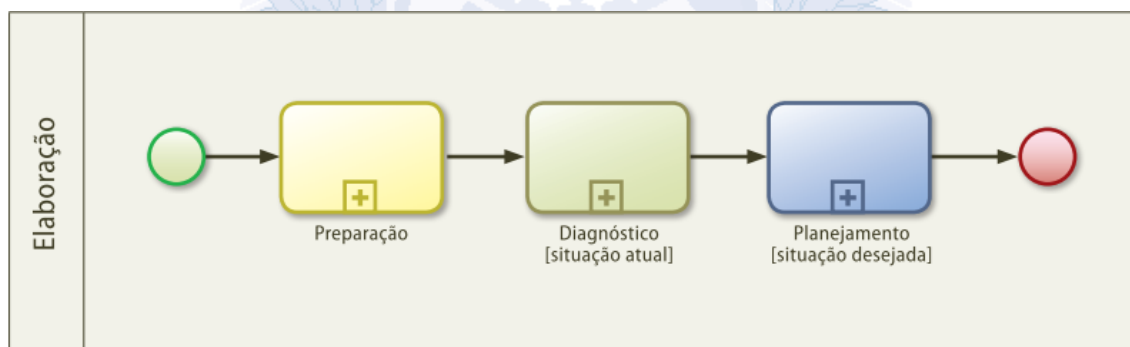 Elaboração
Preparação
Diagnóstico
[situação atual]
Planejamento
[situação desejada]